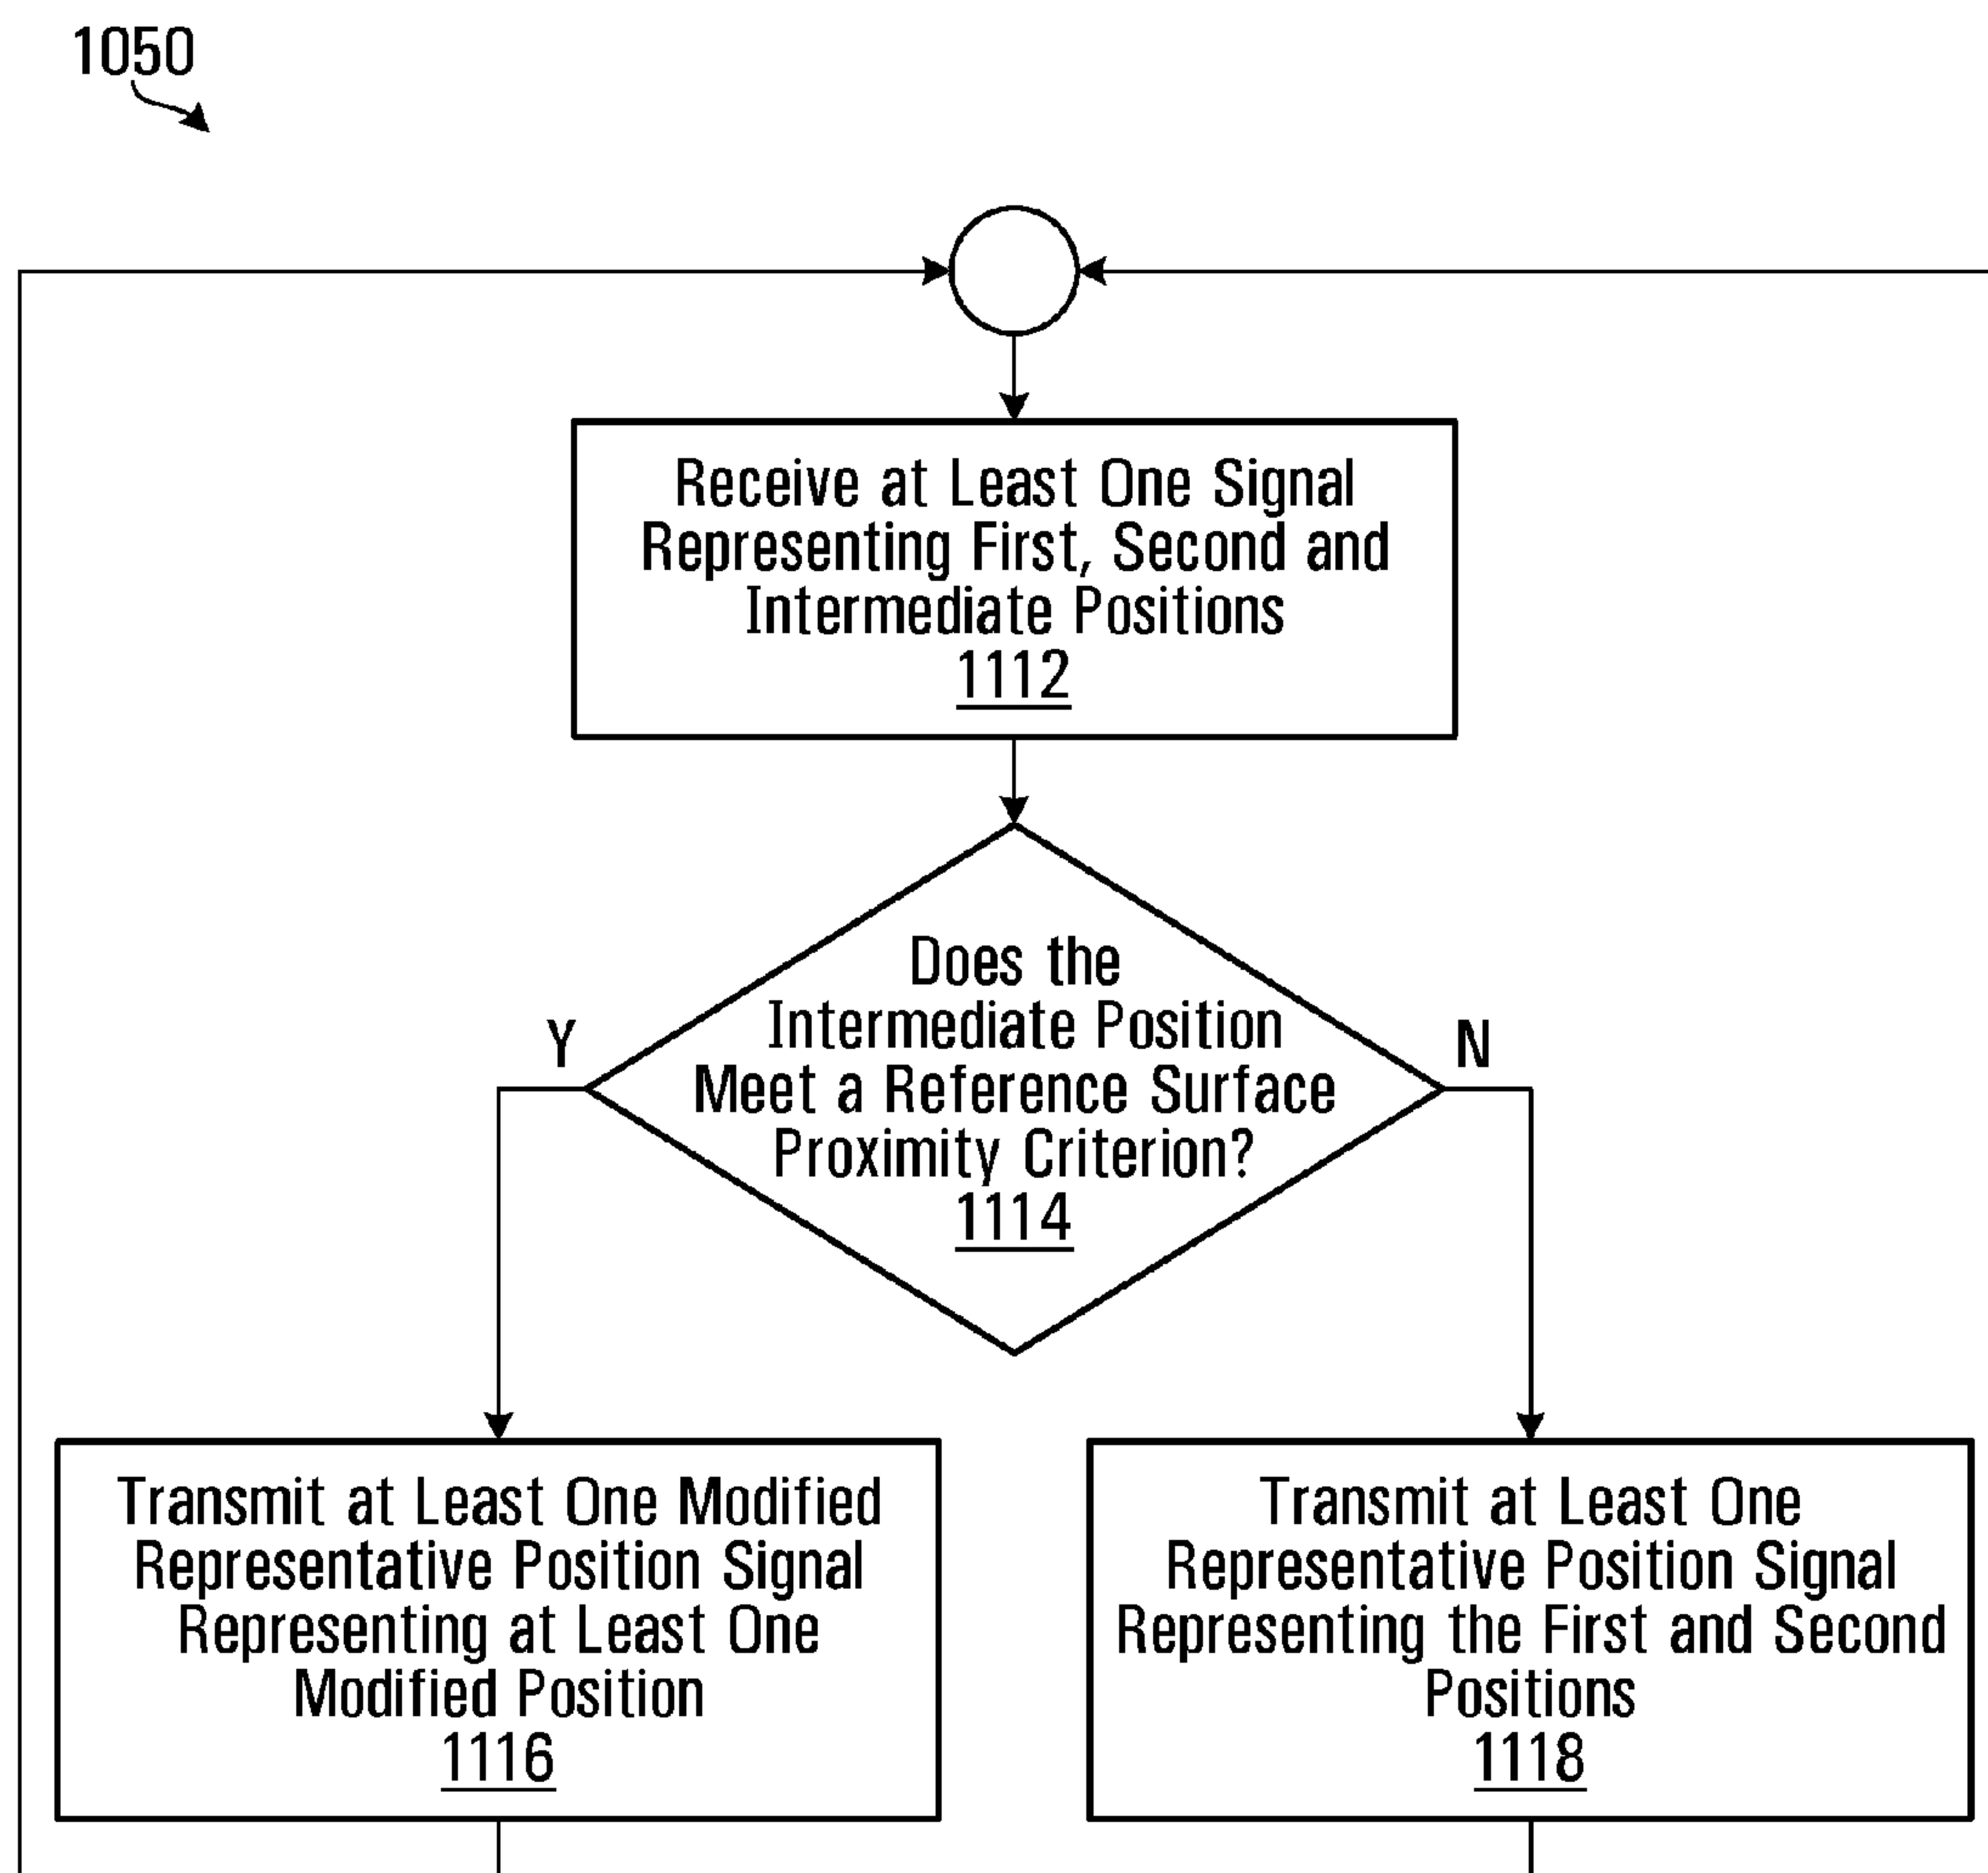 1050
Receive at Least One Signal
Representing First, Second and
Intermediate Positions
1112
Does the
Intermediate Position
Meet a Reference Surface
Proximity Criterion?
1114
Y
N
Transmit at Least One Modified
Representative Position Signal
Representing at Least One
Modified Position
1116
Transmit at Least One
Representative Position Signal
Representing the First and Second
Positions
1118